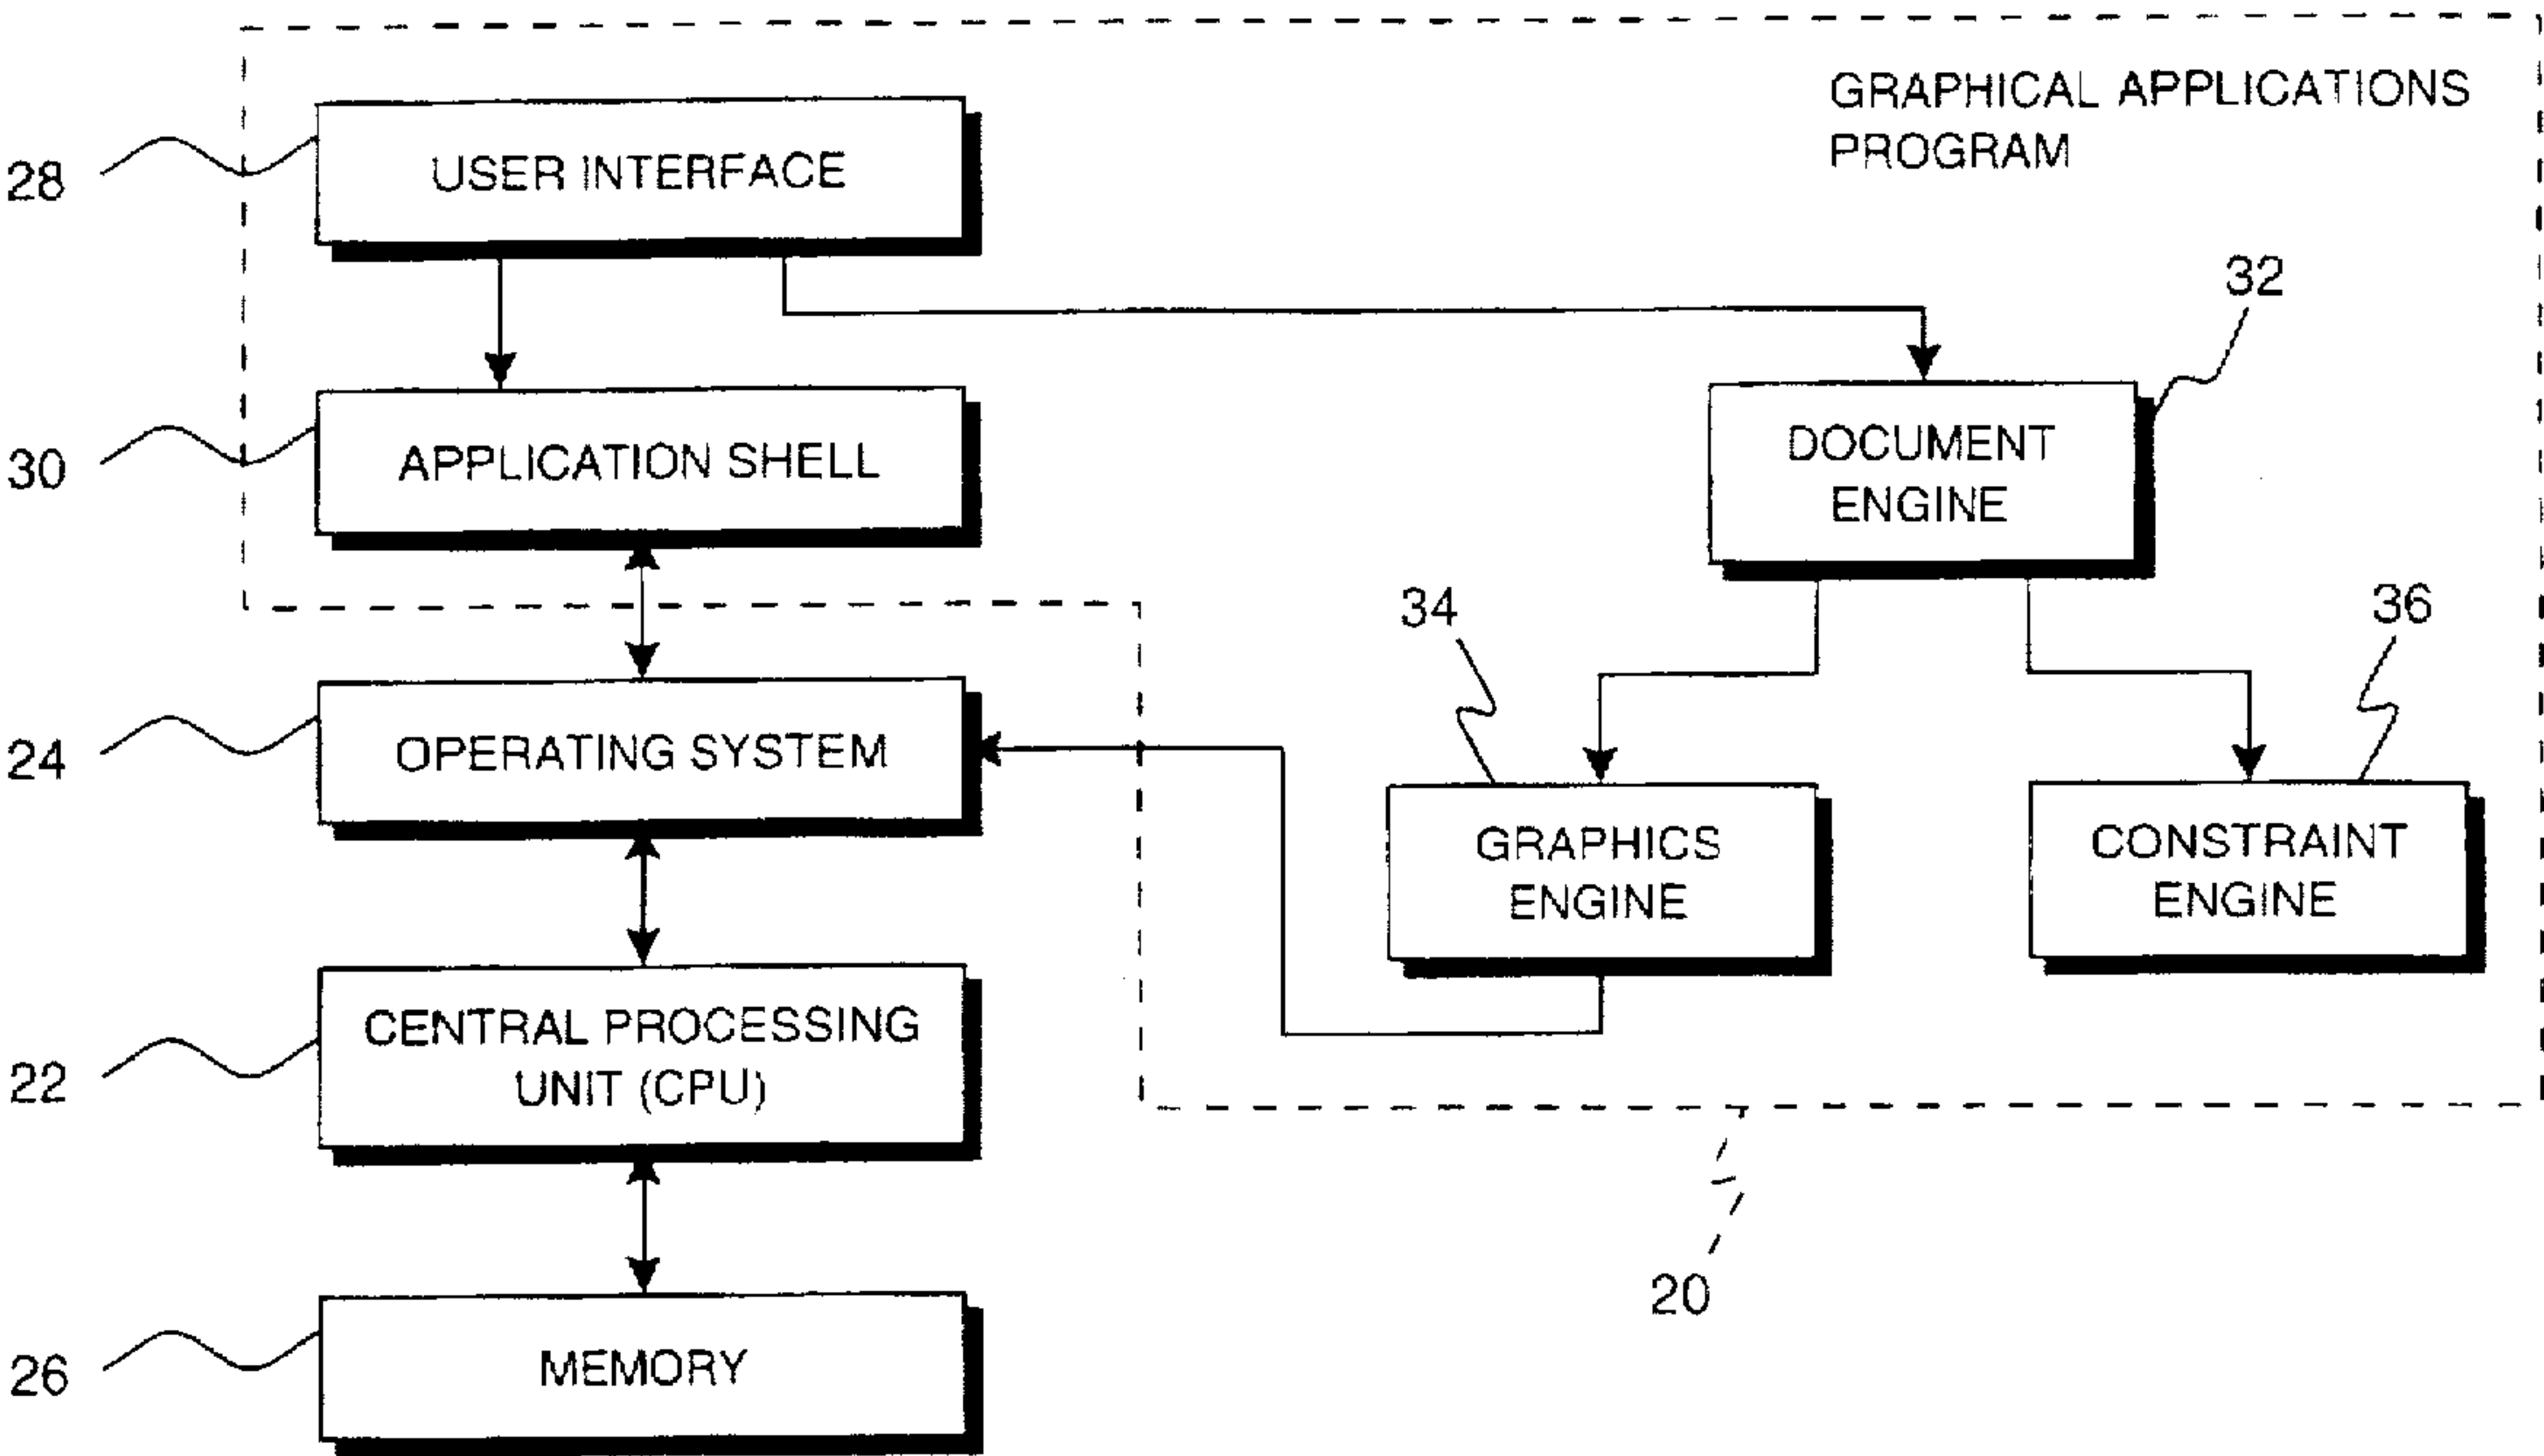 GRAPHICAL APPLICATIONS
PROGRAM
28
USER INTERFACE
32
30
APPLICATION SHELL
DOCUMENT
ENGINE
34
36
24
OPERATING SYSTEM
GRAPHICS
ENGINE
CONSTRAINT
ENGINE
22
CENTRAL PROCESSING
UNIT (CPU)
20
26
MEMORY